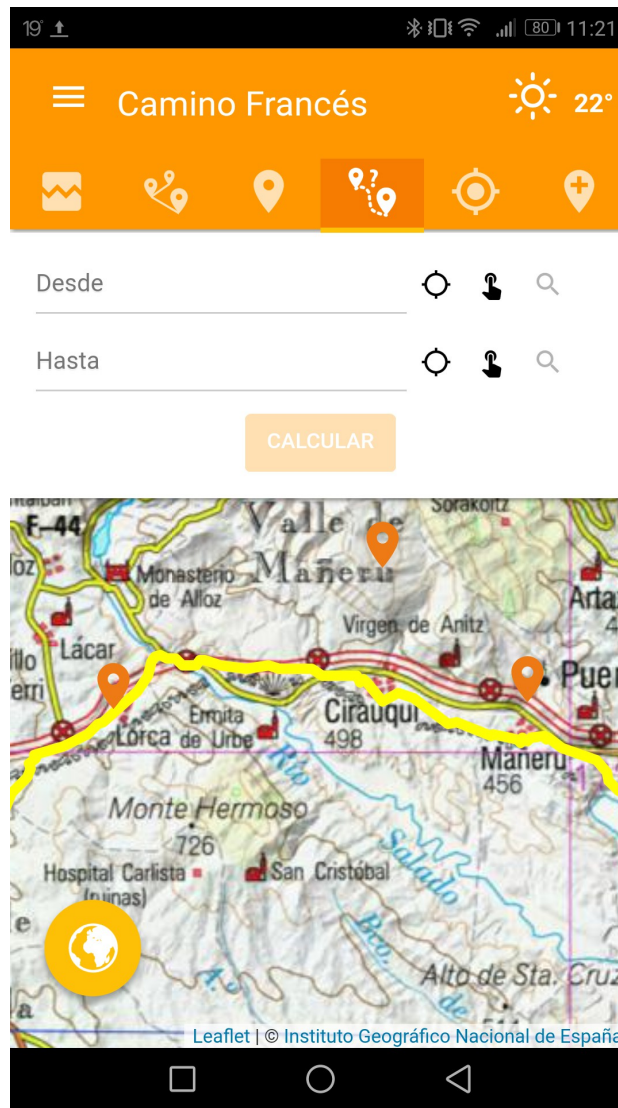 19° 80 11:21
Camino Francés 22°
Desde
Hasta
CALCULAR
F-44
Valle de
Mañeru
Sorakoitz
Monasterio
de Alloz
Virgen de Anitz
Lácar
Lorca
Ermita
de Urbe
Cirauqui
498
Río
Salado
Mañeru
456
Monte Hermoso
726
Hospital Carlista
(ruinas)
San Cristóbal
Bco. de
Alto de Sta. Cruz
Leaflet | © Instituto Geográfico Nacional de España